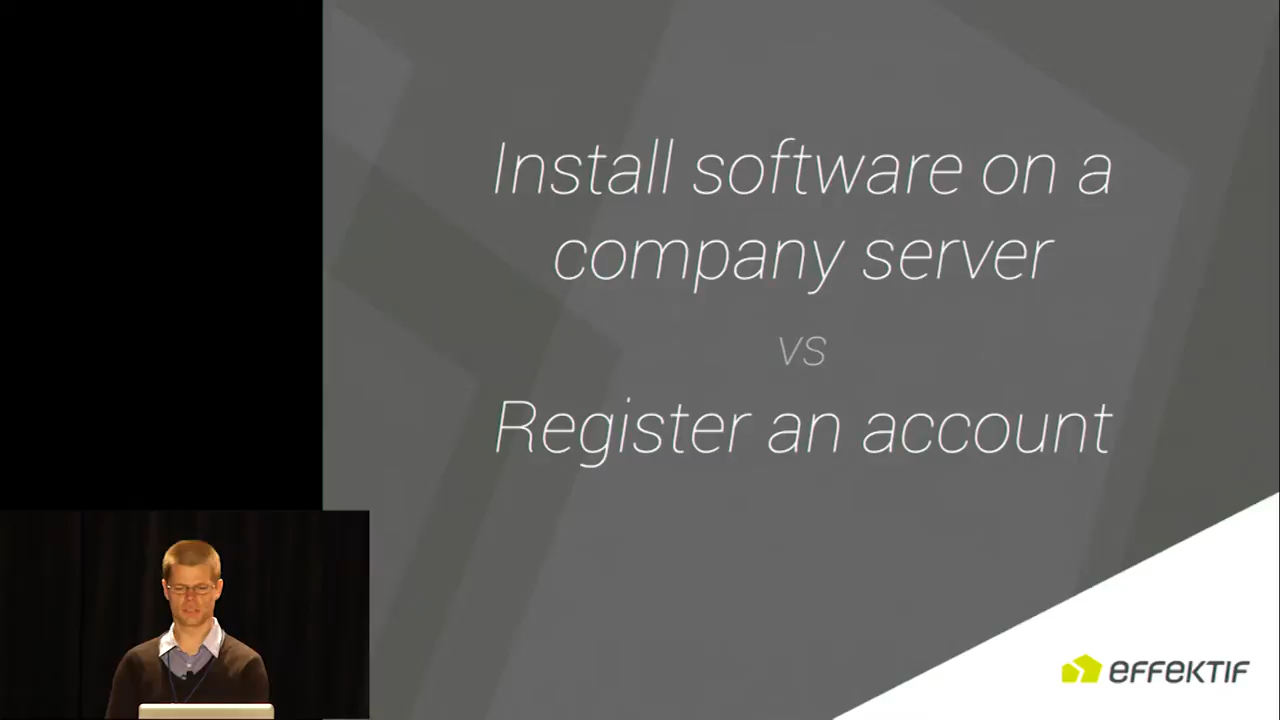 Install software on a
company server
vs
Register an account
effektif